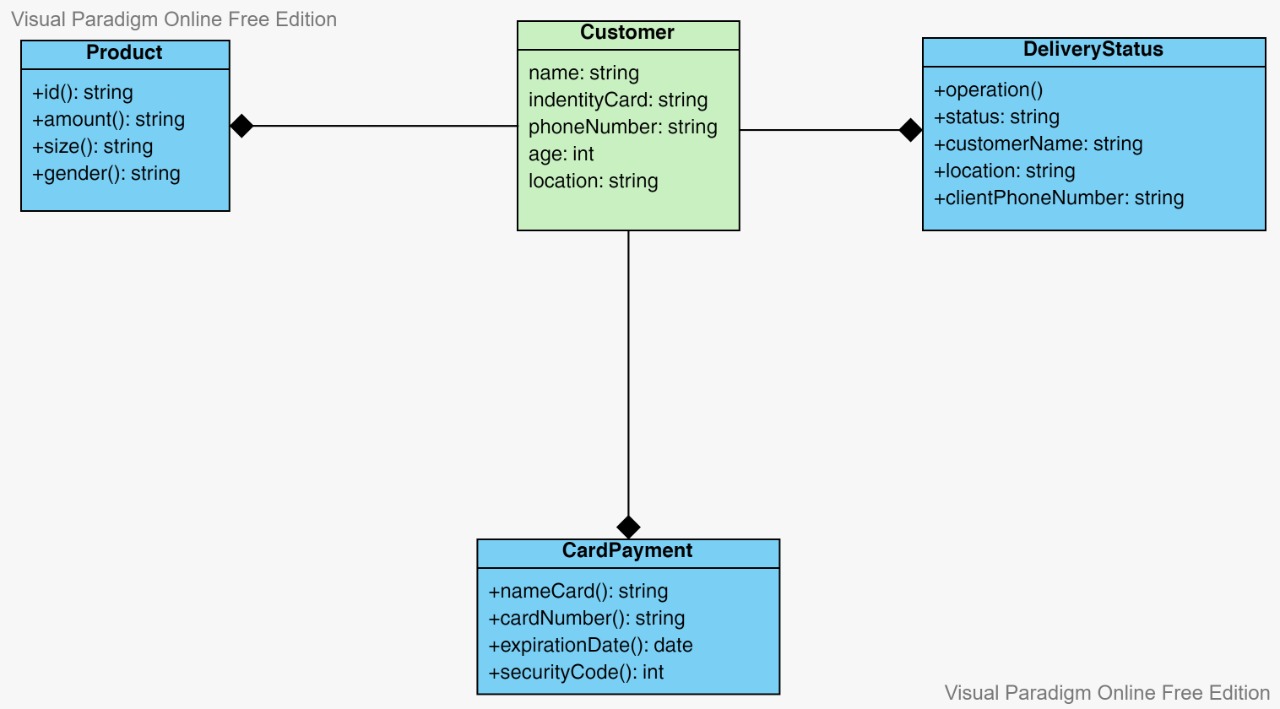 Visual Paradigm Online Free Edition
Product
+id(): string
+amount(): string
+size(): string
+gender(): string
Customer
name: string
indentityCard: string
phoneNumber: string
age: int
location: string
DeliveryStatus
+operation()
+status: string
+customerName: string
+location: string
+clientPhoneNumber: string
CardPayment
+nameCard(): string
+cardNumber(): string
+expirationDate(): date
+securityCode(): int
Visual Paradigm Online Free Edition